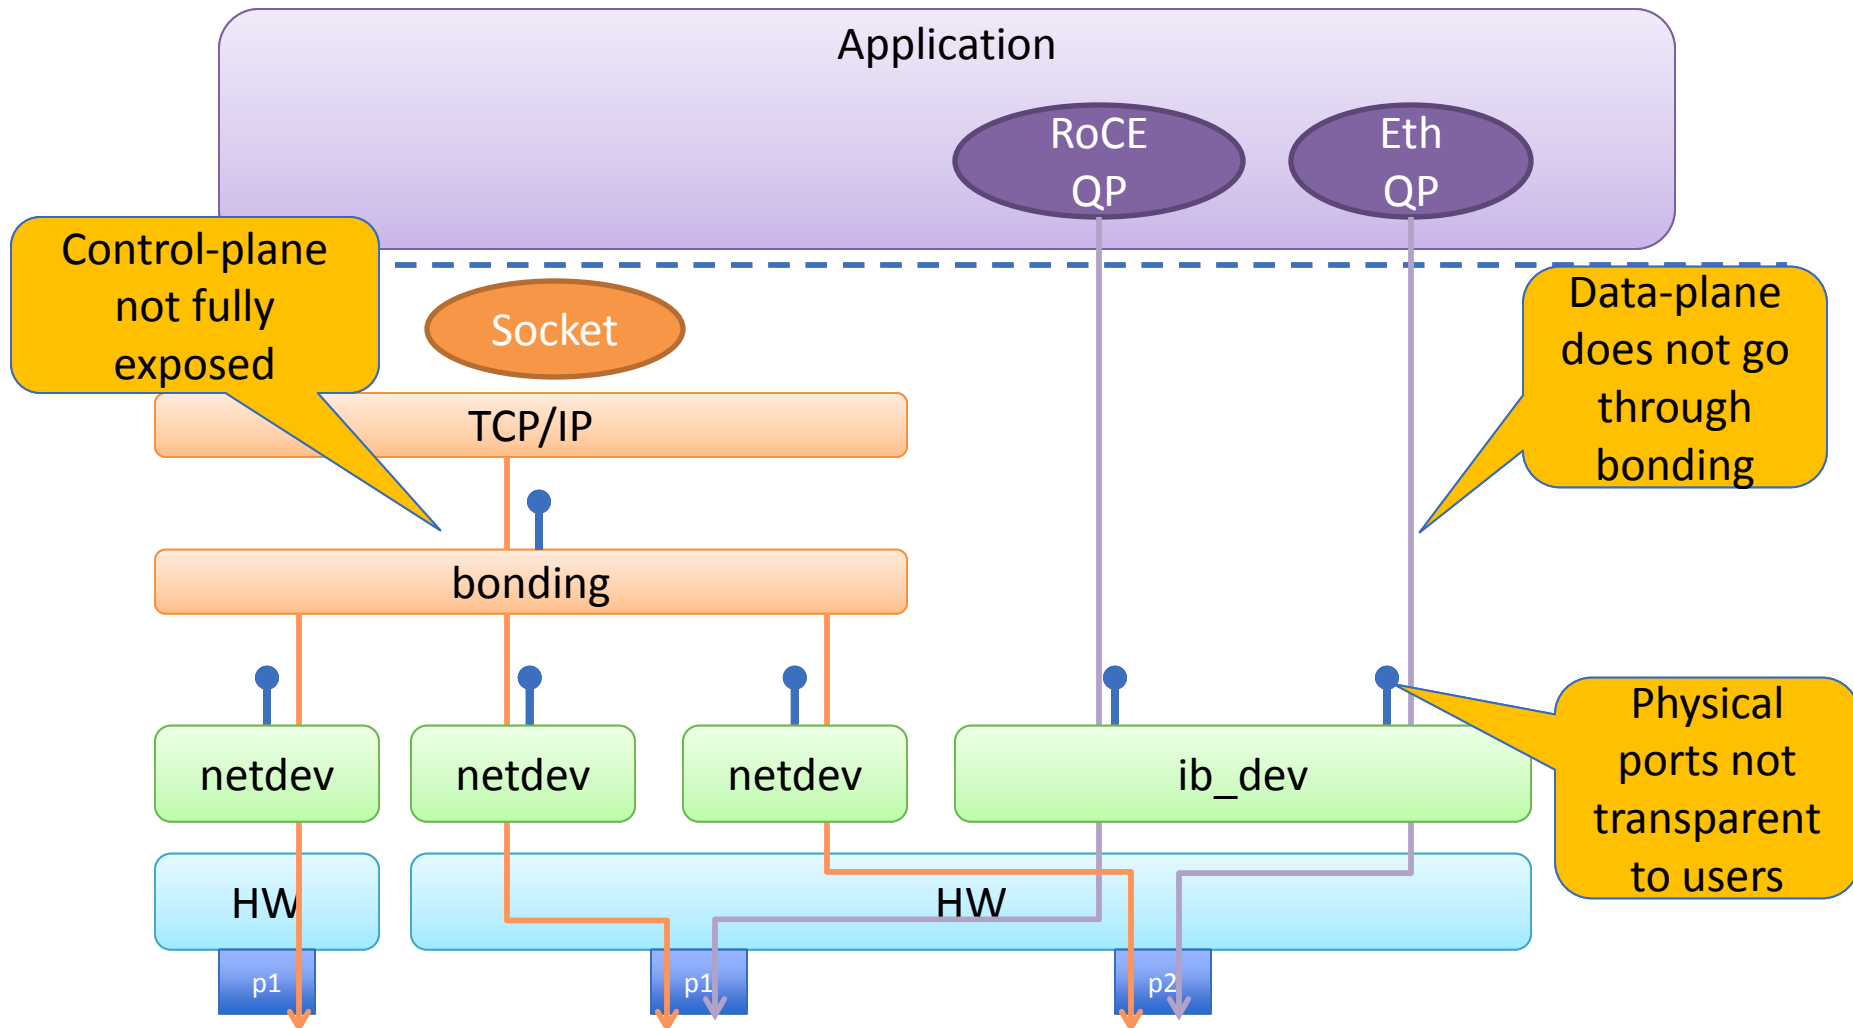 Application
RoCE
QP
Eth
QP
Control-plane
not fully
exposed
Socket
Data-plane
does not go
through
bonding
TCP/IP
bonding
netdev
netdev
netdev
ib_dev
Physical
ports not
transparent
to users
HW
HW
p1
p1
p2